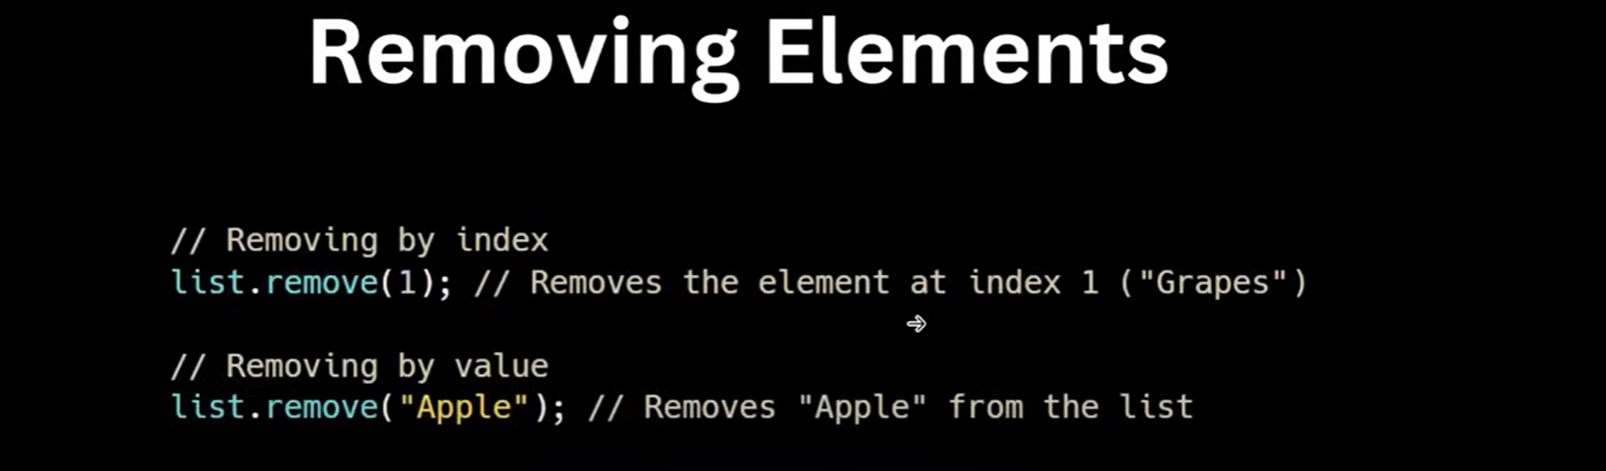 Removing Elements
// Removing by index
list.remove(1); // Removes the element at index 1 ("Grapes")
// Removing by value
list.remove("Apple"); // Removes "Apple" from the list